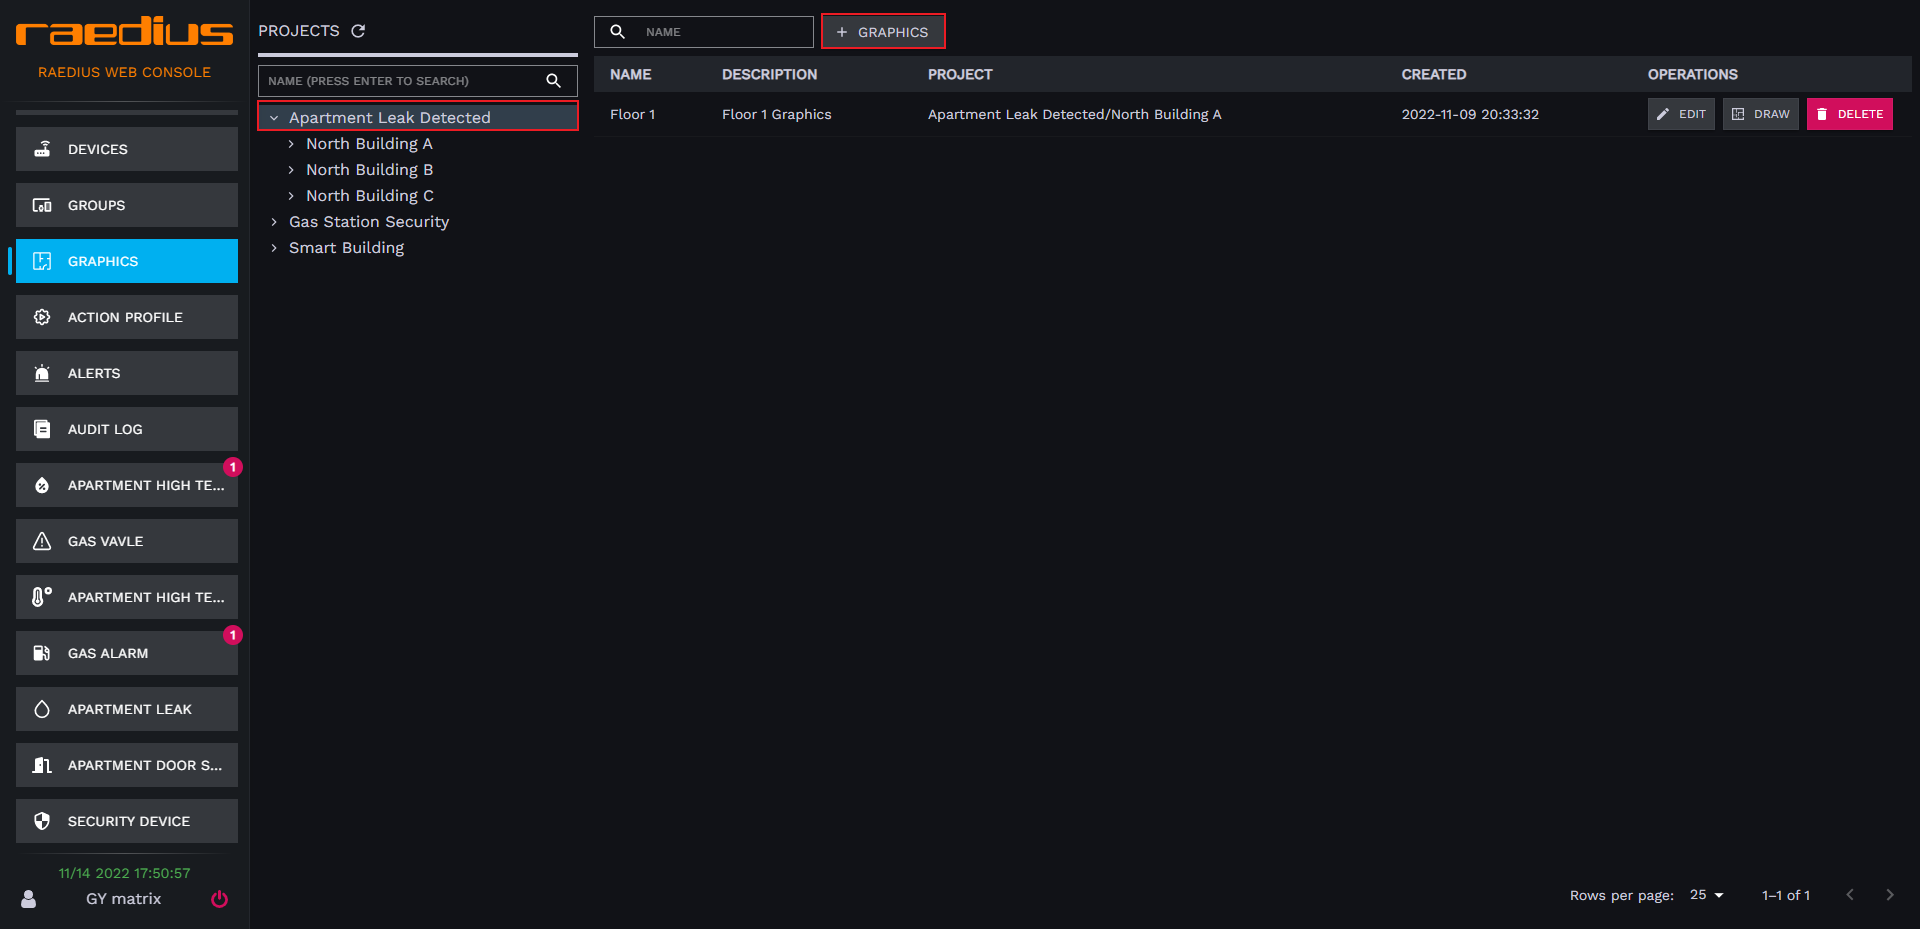 raedius
RAEDIUS WEB CONSOLE
DEVICES
GROUPS
GRAPHICS
ACTION PROFILE
ALERTS
AUDIT LOG
1
APARTMENT HIGH TE...
GAS VAVLE
APARTMENT HIGH TE...
1
GAS ALARM
APARTMENT LEAK
APARTMENT DOOR S...
SECURITY DEVICE
11/14 2022 17:50:57
GY matrix
PROJECTS
NAME (PRESS ENTER TO SEARCH)
Apartment Leak Detected
North Building A
North Building B
North Building C
Gas Station Security
Smart Building
NAME
+ GRAPHICS
NAME DESCRIPTION PROJECT CREATED OPERATIONS
Floor 1 Floor 1 Graphics Apartment Leak Detected/North Building A 2022-11-09 20:33:32 EDIT DRAW DELETE
Rows per page: 25 1–1 of 1